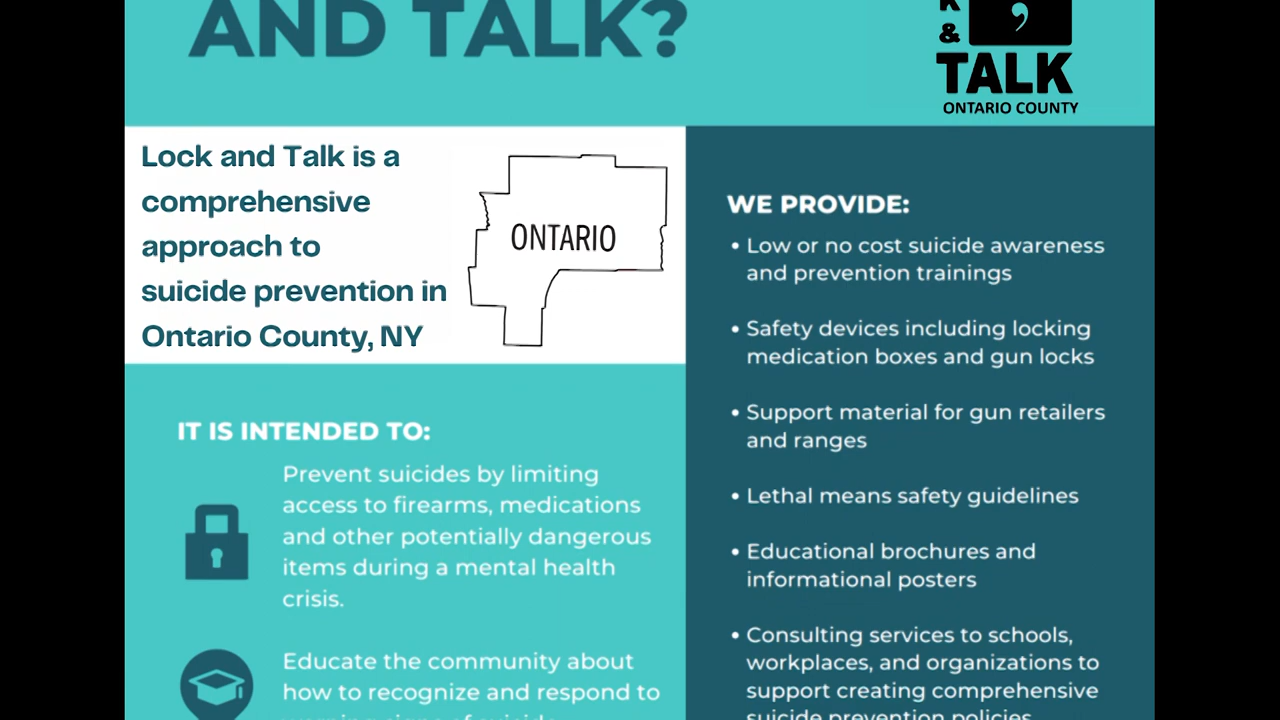 AND TALK?
&
TALK
ONTARIO COUNTY
Lock and Talk is a
comprehensive
approach to
suicide prevention in
Ontario County, NY
ONTARIO
IT IS INTENDED TO:
Prevent suicides by limiting
access to firearms, medications
and other potentially dangerous
items during a mental health
crisis.
Educate the community about
how to recognize and respond to
WE PROVIDE:
• Low or no cost suicide awareness
and prevention trainings
• Safety devices including locking
medication boxes and gun locks
• Support material for gun retailers
and ranges
• Lethal means safety guidelines
• Educational brochures and
informational posters
• Consulting services to schools,
workplaces, and organizations to
support creating comprehensive
suicide prevention policies